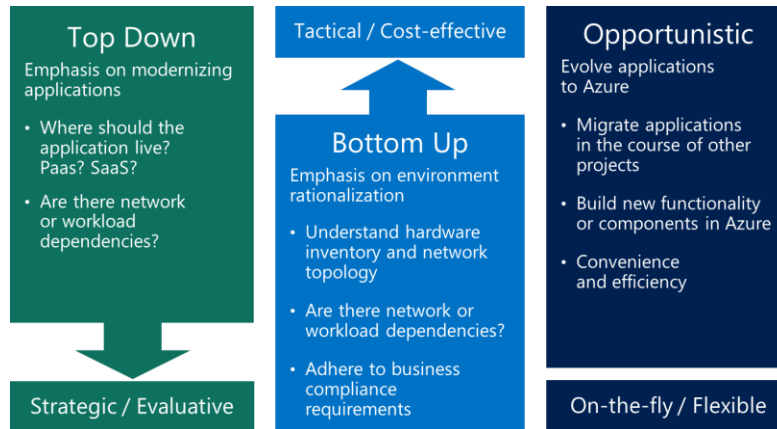 Top Down
Emphasis on modernizing
applications
• Where should the
application live?
Paas? SaaS?
• Are there network
or workload
dependencies?
Strategic / Evaluative
Tactical / Cost-effective
Bottom Up
Emphasis on environment
rationalization
• Understand hardware
inventory and network
topology
• Are there network or
workload dependencies?
• Adhere to business
compliance
requirements
Opportunistic
Evolve applications
to Azure
• Migrate applications
in the course of other
projects
• Build new functionality
or components in Azure
• Convenience
and efficiency
On-the-fly / Flexible